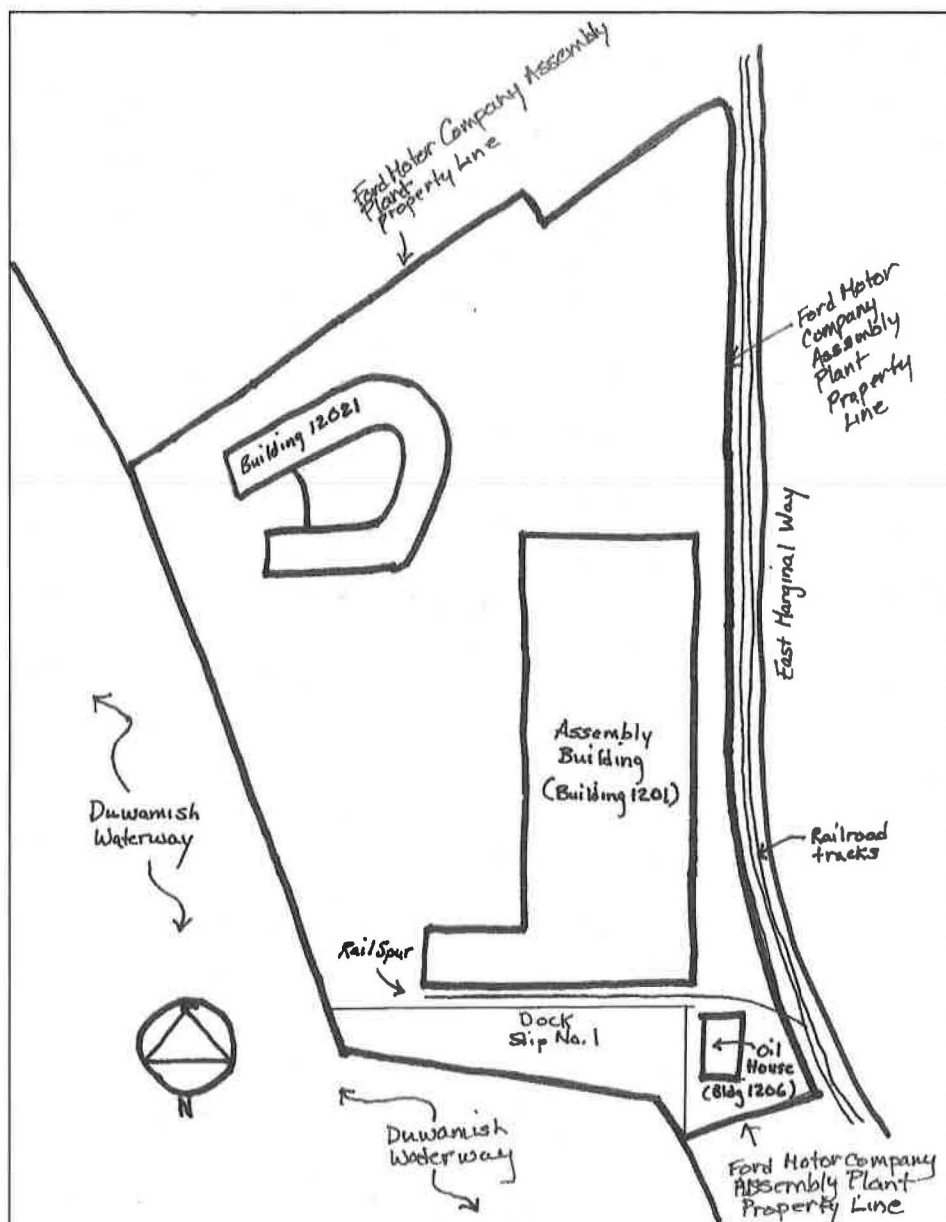 Ford Motor Company Assembly
Plant
property Line
Ford Motor
Company
Assembly
Plant
Property
Line
Building 12021
East Marginal Way
Assembly
Building
(Building 1201)
Duwamish
Waterway
Railroad
tracks
Rail Spur
Dock
Slip No. 1
Oil
House
(Bldg 1206)
N
Duwamish
Waterway
Ford Motor Company
Assembly Plant
Property Line